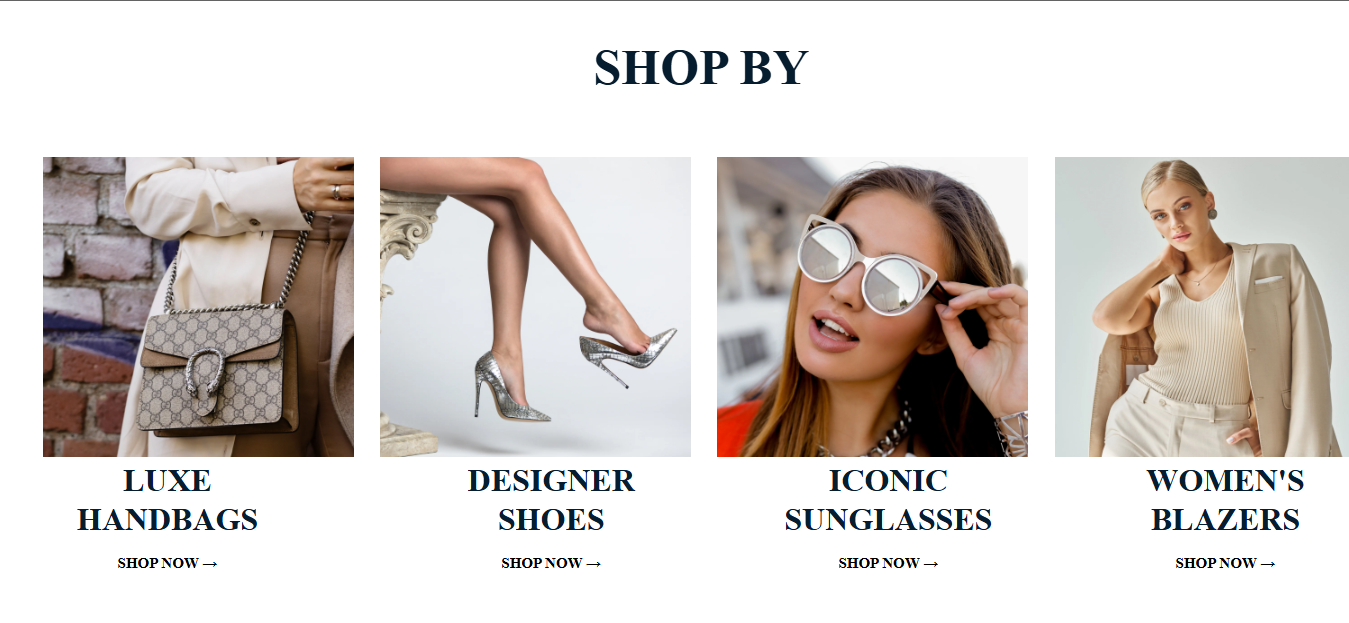 SHOP BY
LUXE
HANDBAGS
SHOP NOW →
DESIGNER
SHOES
SHOP NOW →
ICONIC
SUNGLASSES
SHOP NOW →
WOMEN'S
BLAZERS
SHOP NOW →